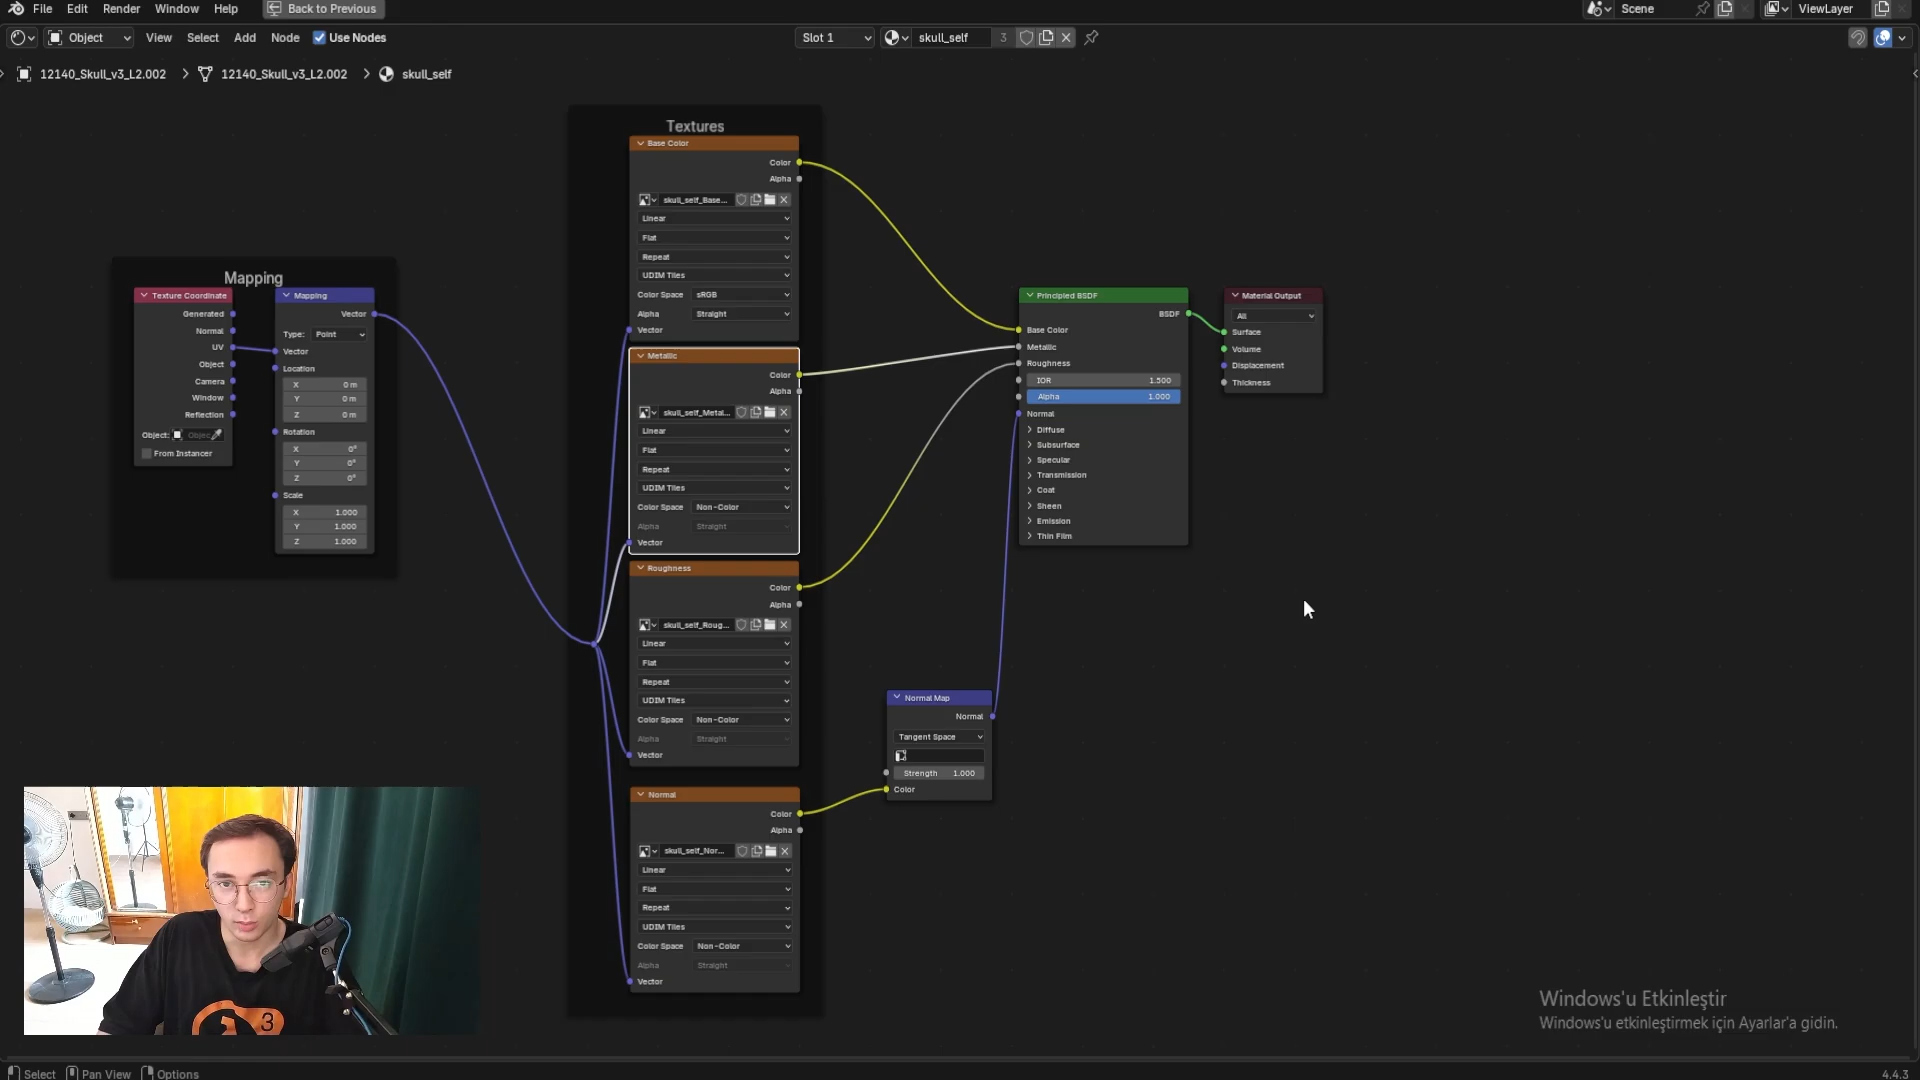 File Edit Render Window Help Back to Previous Scene ViewLayer
Object View Select Add Node Use Nodes Slot 1 skull_self 3
12140_Skull_v3_L2.002 12140_Skull_v3_L2.002 skull_self
Mapping
Texture Coordinate
Generated
Normal
UV
Object
Camera
Window
Reflection
Object:
From Instancer
Mapping
Vector
Type: Point
Vector
Location
X 0 m
Y 0 m
Z 0 m
Rotation
X 0°
Y 0°
Z 0°
Scale
X 1.000
Y 1.000
Z 1.000
Textures
Base Color
Color
Alpha
skull_self_Base...
Linear
Flat
Repeat
UDIM Tiles
Color Space sRGB
Alpha Straight
Vector
Metallic
Color
Alpha
skull_self_Metal...
Linear
Flat
Repeat
UDIM Tiles
Color Space Non-Color
Alpha Straight
Vector
Roughness
Color
Alpha
skull_self_Roug...
Linear
Flat
Repeat
UDIM Tiles
Color Space Non-Color
Alpha Straight
Vector
Normal
Color
Alpha
skull_self_Nor...
Linear
Flat
Repeat
UDIM Tiles
Color Space Non-Color
Alpha Straight
Vector
Normal Map
Normal
Tangent Space
Strength 1.000
Color
Principled BSDF
BSDF
Base Color
Metallic
Roughness
IOR 1.500
Alpha 1.000
Normal
Diffuse
Subsurface
Specular
Transmission
Coat
Sheen
Emission
Thin Film
Material Output
All
Surface
Volume
Displacement
Thickness
3
Windows'u Etkinleştir
Windows'u etkinleştirmek için Ayarlar'a gidin.
Select Pan View Options 4.4.3